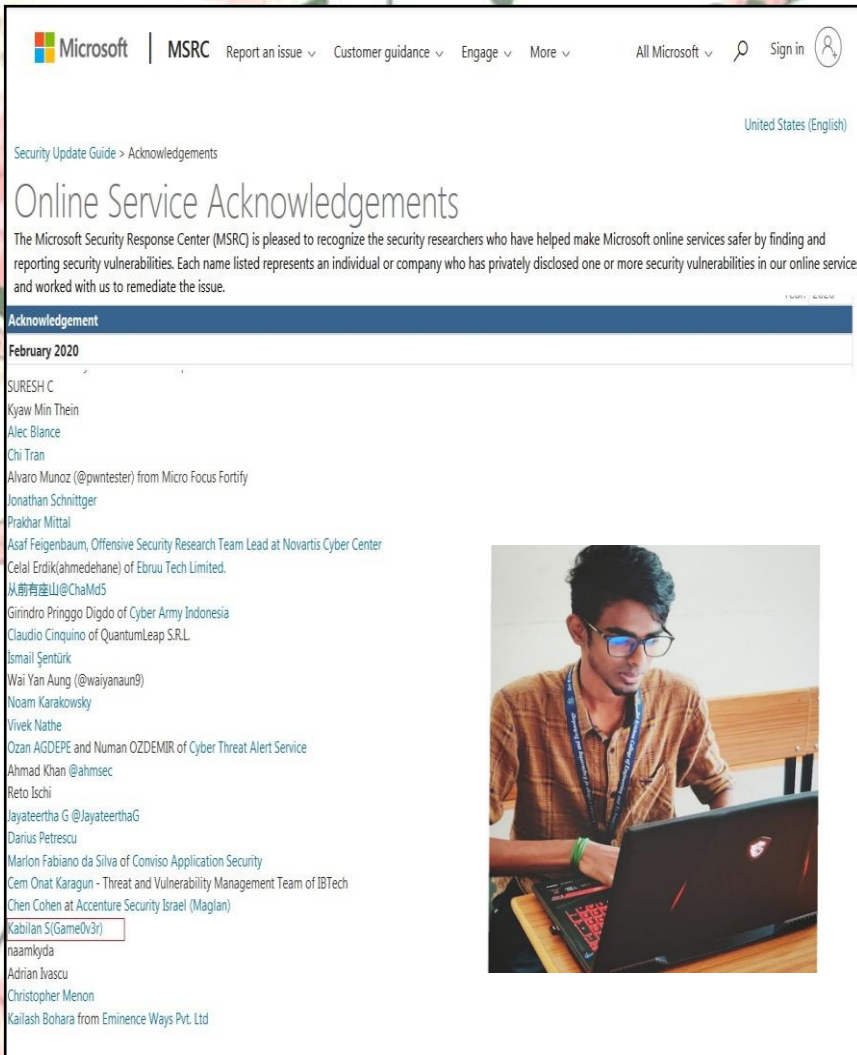 Microsoft | MSRC Report an issue Customer guidance Engage More All Microsoft Sign in
United States (English)
Security Update Guide > Acknowledgements
Online Service Acknowledgements
The Microsoft Security Response Center (MSRC) is pleased to recognize the security researchers who have helped make Microsoft online services safer by finding and
reporting security vulnerabilities. Each name listed represents an individual or company who has privately disclosed one or more security vulnerabilities in our online services
and worked with us to remediate the issue.
Acknowledgement
February 2020
SURESH C
Kyaw Min Thein
Alec Blance
Chi Tran
Alvaro Munoz (@pwntester) from Micro Focus Fortify
Jonathan Schnittger
Prakhar Mittal
Asaf Feigenbaum, Offensive Security Research Team Lead at Novartis Cyber Center
Celal Erdik(ahmedehane) of Ebruu Tech Limited.
从前有座山@ChaMd5
Girindro Pringgo Digdo of Cyber Army Indonesia
Claudio Cinquino of QuantumLeap S.R.L.
İsmail Şentürk
Wai Yan Aung (@waiyanaun9)
Noam Karakowsky
Vivek Nathe
Ozan AGDEPE and Numan OZDEMIR of Cyber Threat Alert Service
Ahmad Khan @ahmsec
Reto Ischi
Jayateertha G @JayateerthaG
Darius Petrescu
Marlon Fabiano da Silva of Conviso Application Security
Cem Onat Karagun - Threat and Vulnerability Management Team of IBTech
Chen Cohen at Accenture Security Israel (Maglan)
Kabilan S(Game0v3r)
naamkyda
Adrian Ivascu
Christopher Menon
Kailash Bohara from Eminence Ways Pvt. Ltd